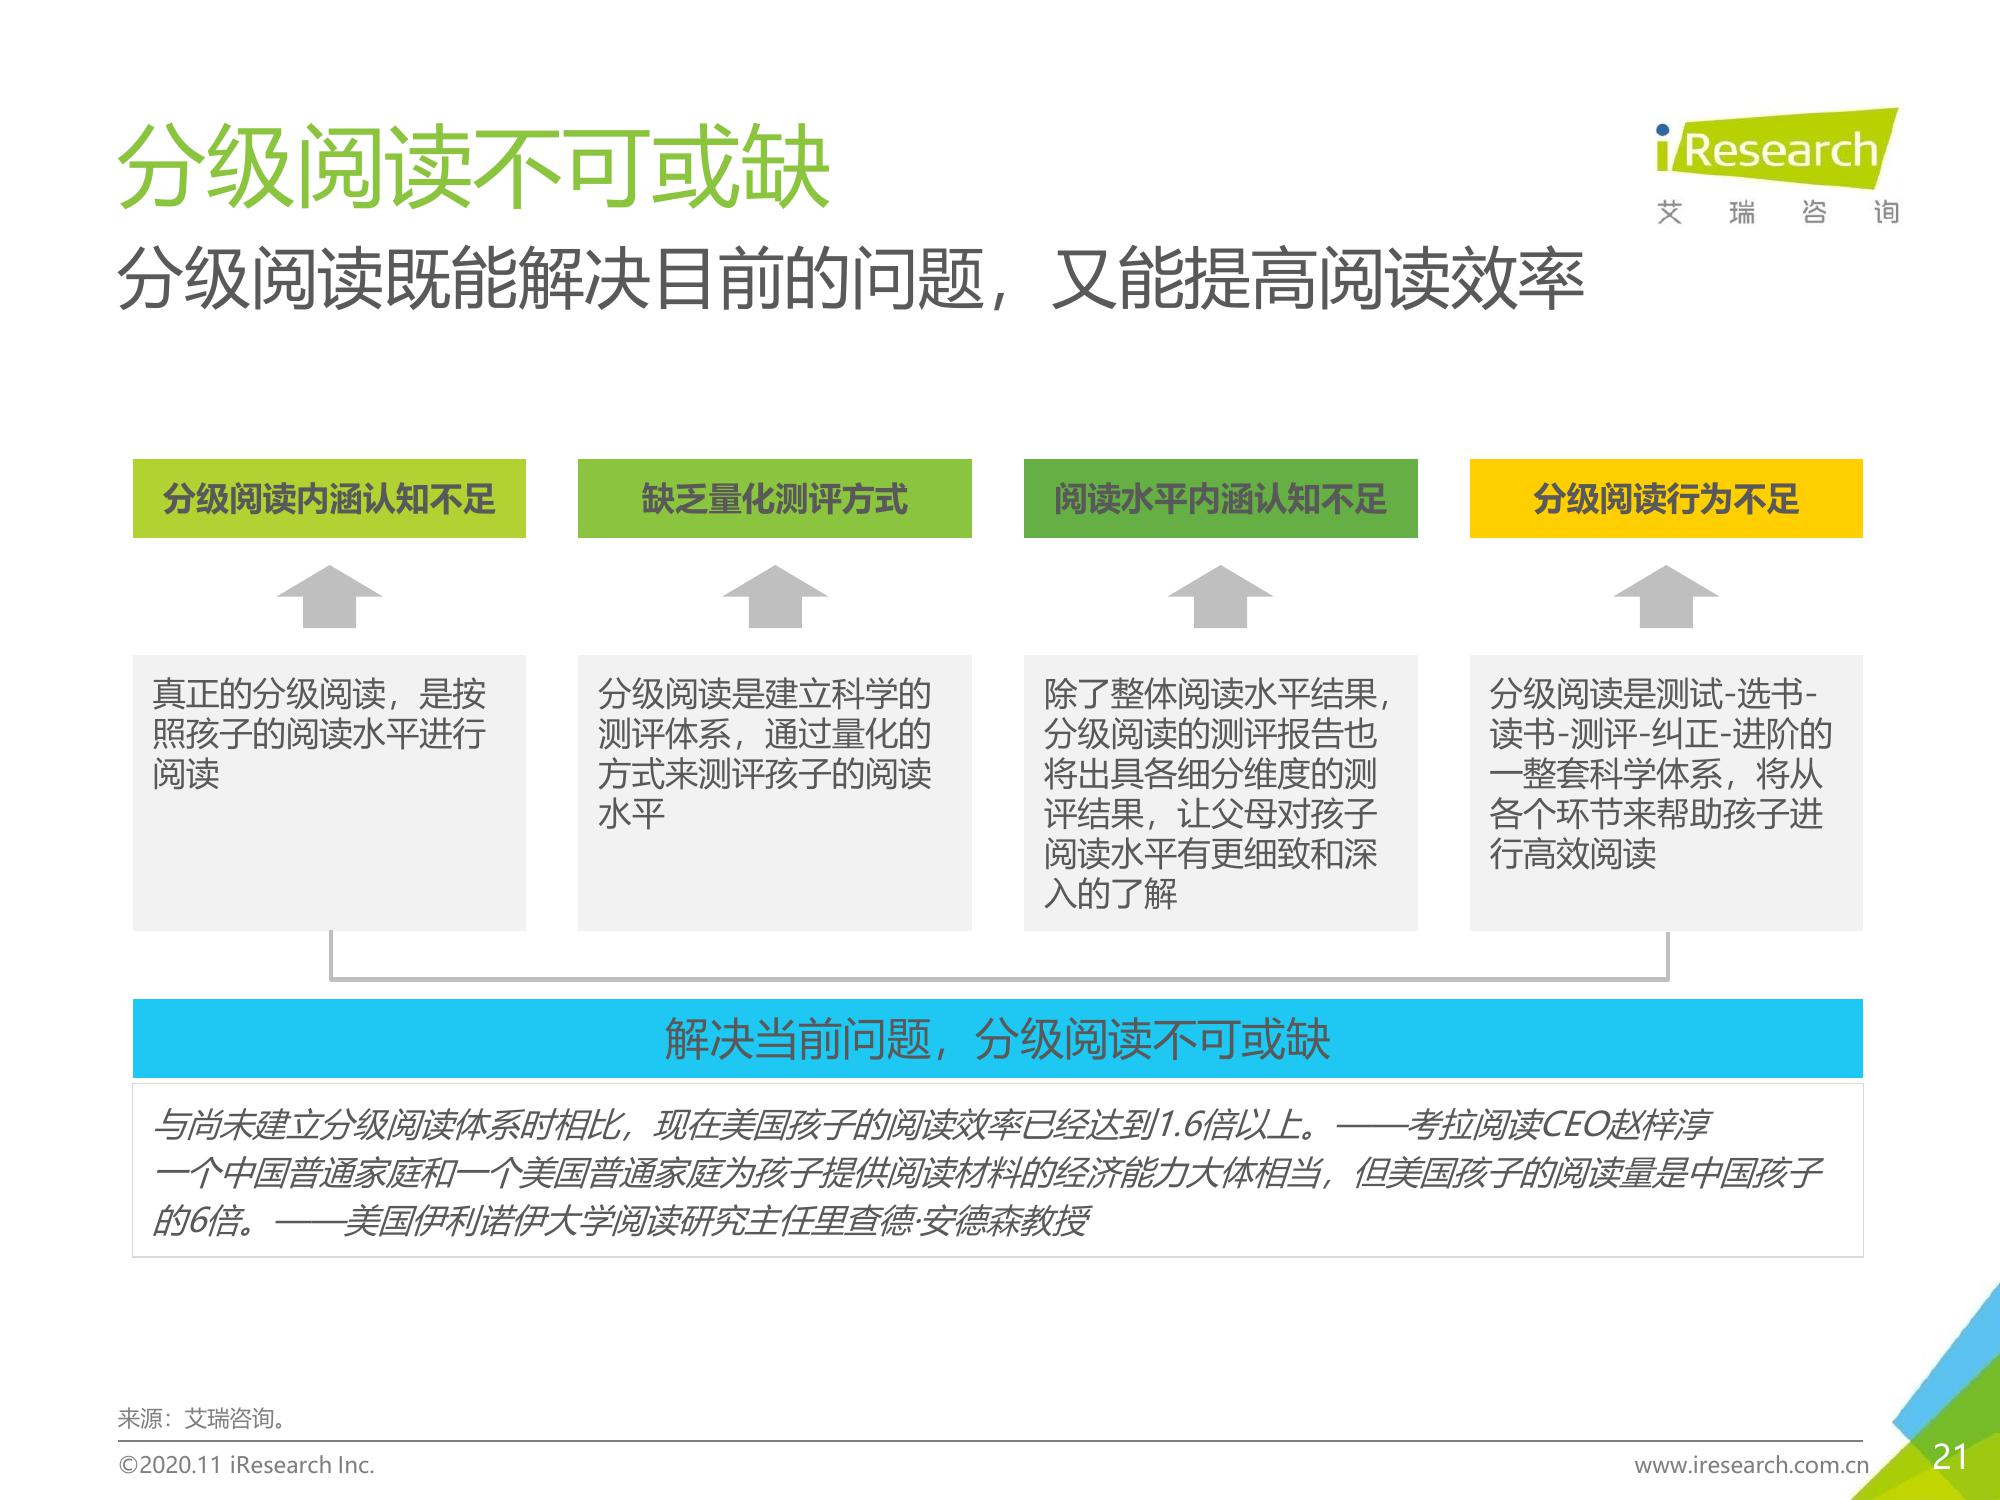 分级阅读不可或缺
iResearch
艾瑞咨询
分级阅读既能解决目前的问题，又能提高阅读效率
分级阅读内涵认知不足
真正的分级阅读，是按
照孩子的阅读水平进行
阅读
缺乏量化测评方式
分级阅读是建立科学的
测评体系，通过量化的
方式来测评孩子的阅读
水平
阅读水平内涵认知不足
除了整体阅读水平结果，
分级阅读的测评报告也
将出具各细分维度的测
评结果，让父母对孩子
阅读水平有更细致和深
入的了解
分级阅读行为不足
分级阅读是测试-选书-
读书-测评-纠正-进阶的
一整套科学体系，将从
各个环节来帮助孩子进
行高效阅读
解决当前问题，分级阅读不可或缺
与尚未建立分级阅读体系时相比，现在美国孩子的阅读效率已经达到1.6倍以上。——考拉阅读CEO赵梓淳
一个中国普通家庭和一个美国普通家庭为孩子提供阅读材料的经济能力大体相当，但美国孩子的阅读量是中国孩子
的6倍。——美国伊利诺伊大学阅读研究主任里查德·安德森教授
来源：艾瑞咨询。
©2020.11 iResearch Inc.
www.iresearch.com.cn
21